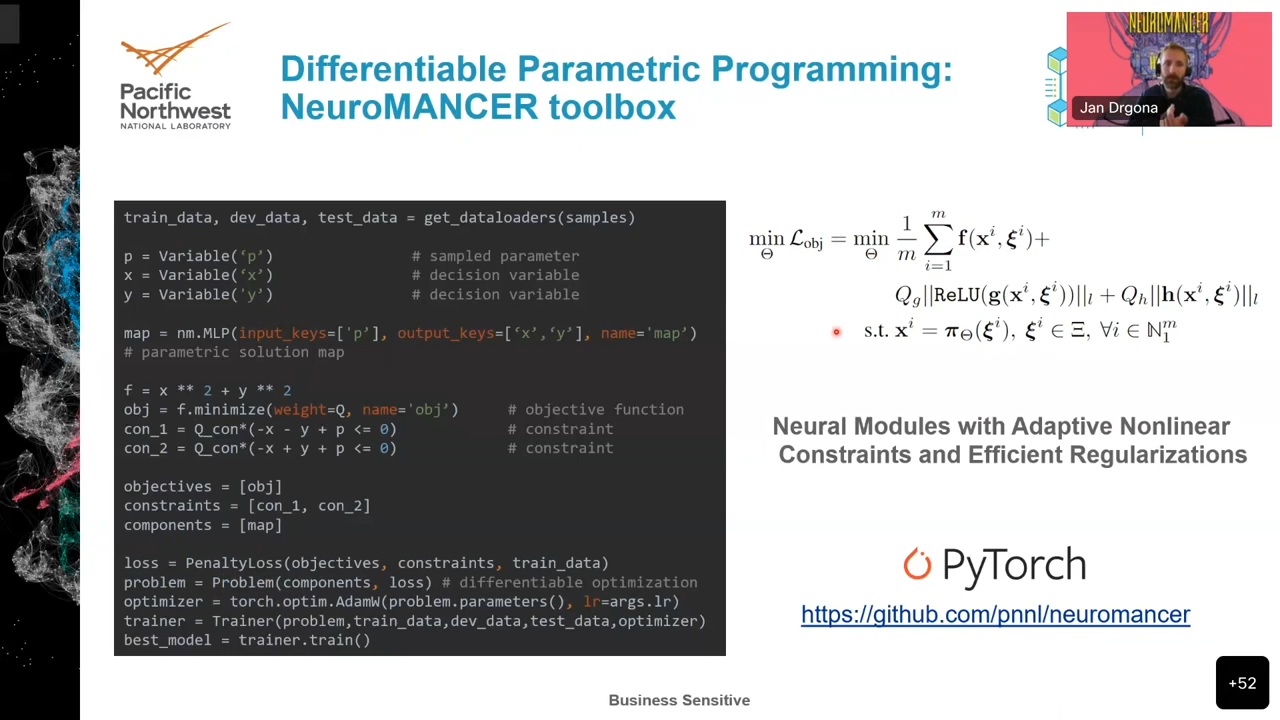 Pacific
Northwest
NATIONAL LABORATORY
Differentiable Parametric Programming:
NeuroMANCER toolbox
NEUROMANCER
Jan Drgona
train_data, dev_data, test_data = get_dataloaders(samples)
p = Variable(‘p’) # sampled parameter
x = Variable(‘x’) # decision variable
y = Variable('y’) # decision variable
map = nm.MLP(input_keys=['p’], output_keys=[‘x’,‘y’], name='map’)
# parametric solution map
f = x ** 2 + y ** 2
obj = f.minimize(weight=Q, name='obj’) # objective function
con_1 = Q_con*(-x - y + p <= 0) # constraint
con_2 = Q_con*(-x + y + p <= 0) # constraint
objectives = [obj]
constraints = [con_1, con_2]
components = [map]
loss = PenaltyLoss(objectives, constraints, train_data)
problem = Problem(components, loss) # differentiable optimization
optimizer = torch.optim.AdamW(problem.parameters(), lr=args.lr)
trainer = Trainer(problem,train_data,dev_data,test_data,optimizer)
best_model = trainer.train()
min_Θ 𝓛_obj = min_Θ 1/m ∑_{i=1}^{m} f(x^i, ξ^i)+
Q_g||ReLU(g(x^i, ξ^i))||_l + Q_h||h(x^i, ξ^i)||_l
s.t. x^i = π_Θ(ξ^i), ξ^i ∈ Ξ, ∀i ∈ ℕ_1^m
Neural Modules with Adaptive Nonlinear
Constraints and Efficient Regularizations
PyTorch
https://github.com/pnnl/neuromancer
Business Sensitive
+52